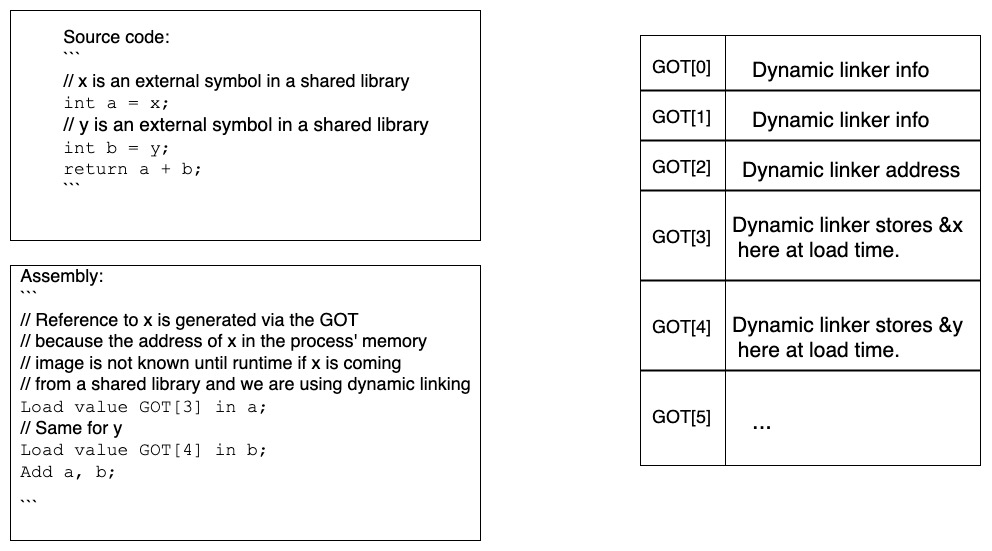 Source code:
```
// x is an external symbol in a shared library
int a = x;
// y is an external symbol in a shared library
int b = y;
return a + b;
```
Assembly:
```
// Reference to x is generated via the GOT
// because the address of x in the process' memory
// image is not known until runtime if x is coming
// from a shared library and we are using dynamic linking
Load value GOT[3] in a;
// Same for y
Load value GOT[4] in b;
Add a, b;
```
GOT[0] Dynamic linker info
GOT[1] Dynamic linker info
GOT[2] Dynamic linker address
GOT[3] Dynamic linker stores &x
here at load time.
GOT[4] Dynamic linker stores &y
here at load time.
GOT[5] ...